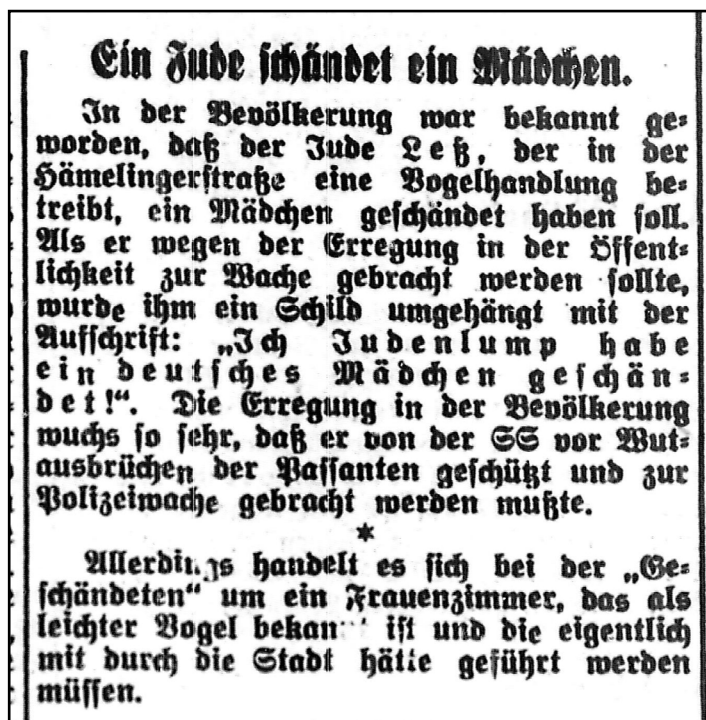 Ein Jude schändet ein Mädchen.
In der Bevölkerung war bekannt ge-
worden, daß der Jude Leß, der in der
Hämelingerstraße eine Vogelhandlung be-
treibt, ein Mädchen geschändet haben soll.
Als er wegen der Erregung in der Öffent-
lichkeit zur Wache gebracht werden sollte,
wurde ihm ein Schild umgehängt mit der
Aufschrift: „Ich Judenlump habe
ein deutsches Mädchen geschän-
det!“. Die Erregung in der Bevölkerung
wuchs so sehr, daß er von der SS vor Wut-
ausbrüchen der Passanten geschützt und zur
Polizeiwache gebracht werden mußte.
*
Allerdings handelt es sich bei der „Ge-
schändeten“ um ein Frauenzimmer, das als
leichter Vogel bekannt ist und die eigentlich
mit durch die Stadt hätte geführt werden
müssen.